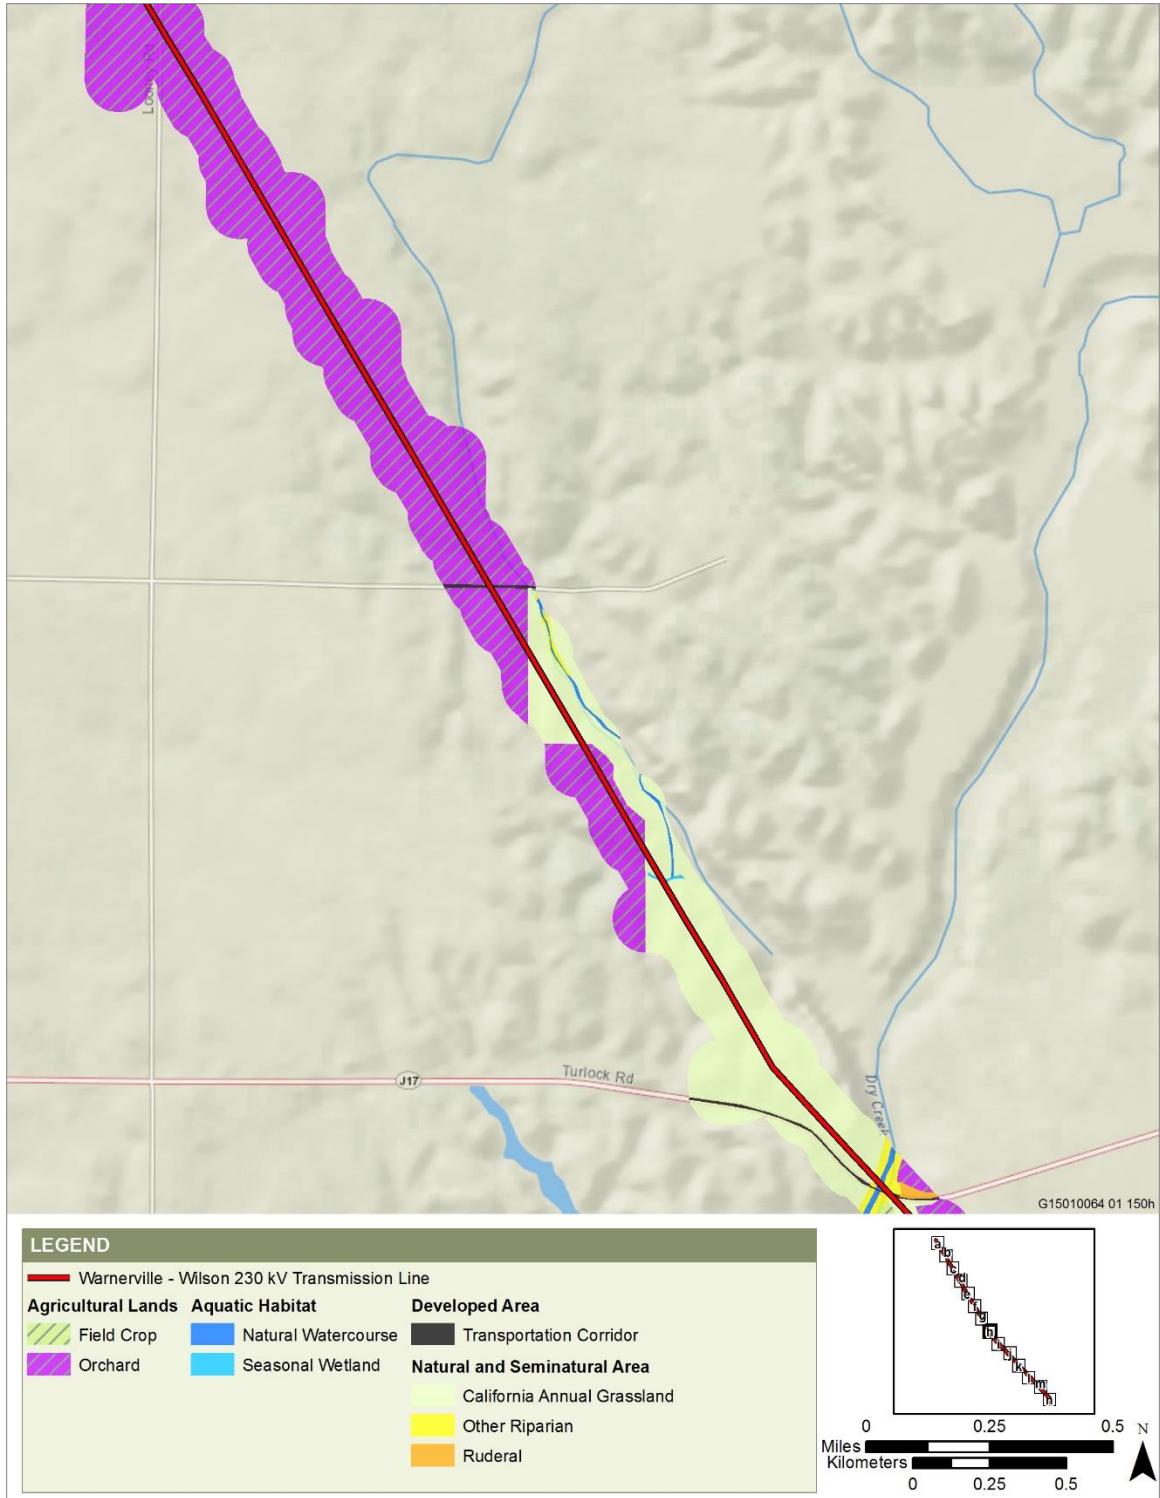 Looney Rd
Turlock Rd
J17
Dry Creek
G15010064 01 150h
LEGEND
Warnerville - Wilson 230 kV Transmission Line
Agricultural Lands
Field Crop
Orchard
Aquatic Habitat
Natural Watercourse
Seasonal Wetland
Developed Area
Transportation Corridor
Natural and Seminatural Area
California Annual Grassland
Other Riparian
Ruderal
a
b
c
d
e
f
g
h
i
j
k
l
m
n
0 0.25 0.5
Miles
Kilometers
0 0.25 0.5
N